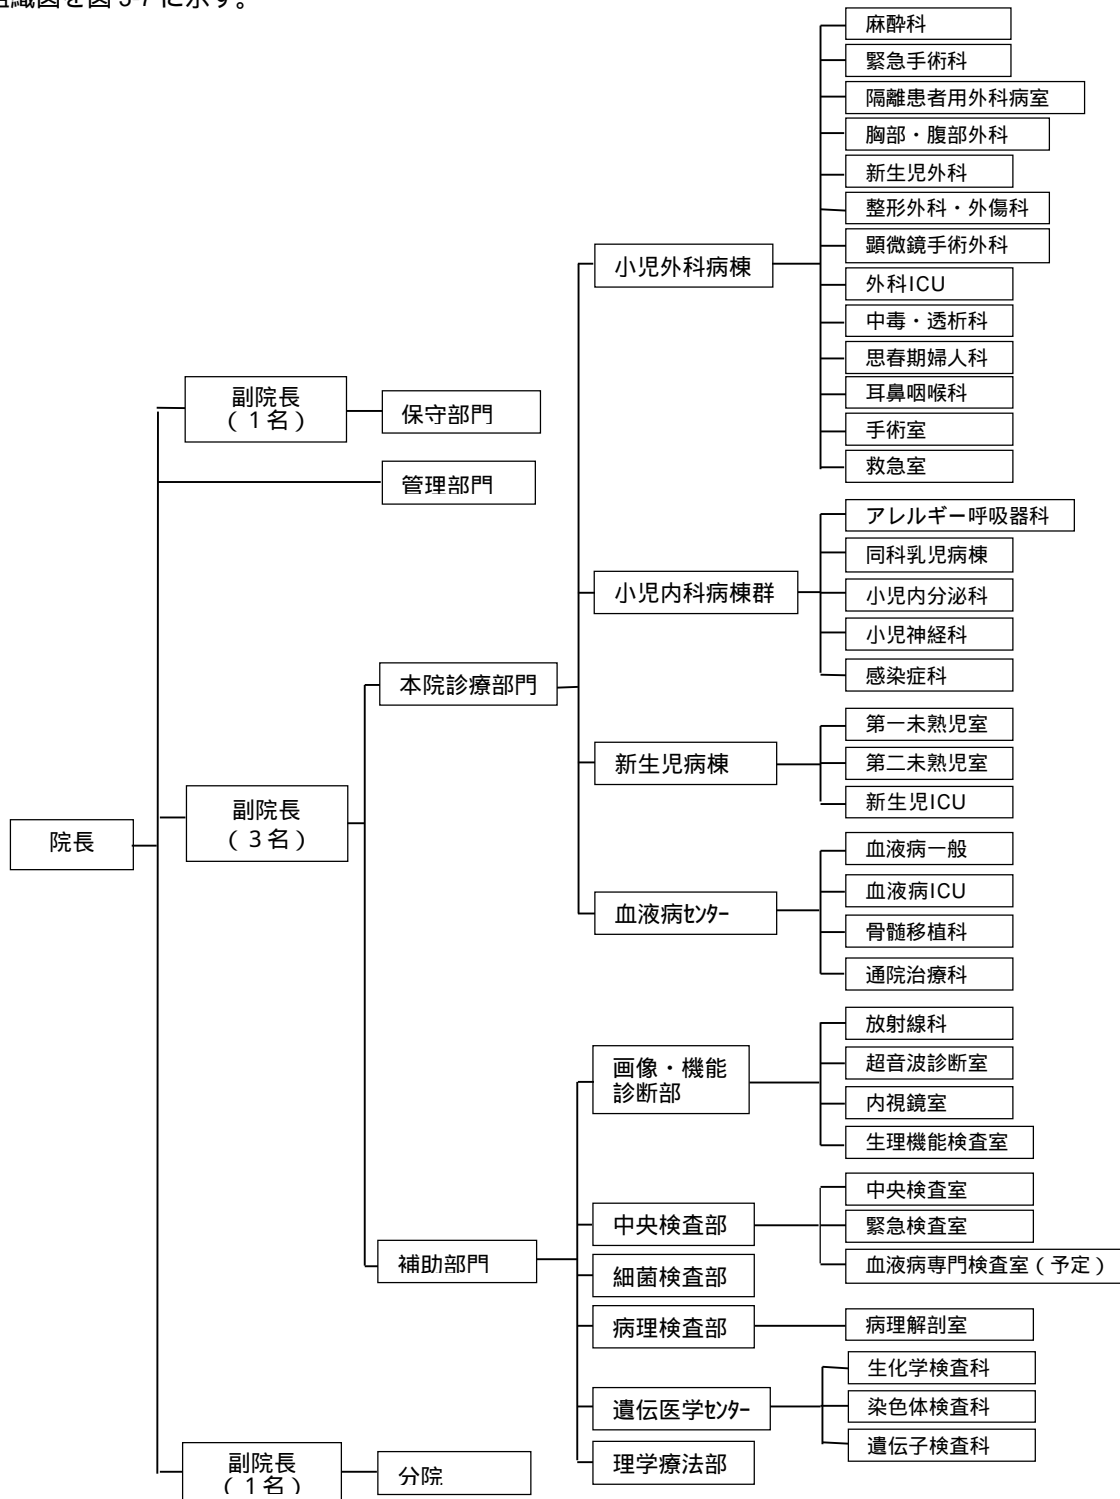 組織図を図 3-7 に示す。
麻酔科
緊急手術科
隔離患者用外科病室
胸部・腹部外科
新生児外科
整形外科・外傷科
顕微鏡手術外科
小児外科病棟
外科ICU
中毒・透析科
思春期婦人科
耳鼻咽喉科
手術室
救急室
副院長
(1名)
保守部門
管理部門
アレルギー呼吸器科
同科乳児病棟
小児内科病棟群
小児内分泌科
小児神経科
感染症科
本院診療部門
第一未熟児室
新生児病棟
第二未熟児室
新生児ICU
副院長
(3名)
院長
血液病一般
血液病ICU
血液病ｾﾝﾀｰ
骨髄移植科
通院治療科
放射線科
画像・機能
診断部
超音波診断室
内視鏡室
生理機能検査室
中央検査室
中央検査部
緊急検査室
血液病専門検査室(予定)
補助部門
細菌検査部
病理検査部
病理解剖室
生化学検査科
遺伝医学ｾﾝﾀｰ
染色体検査科
遺伝子検査科
理学療法部
副院長
(1名)
分院